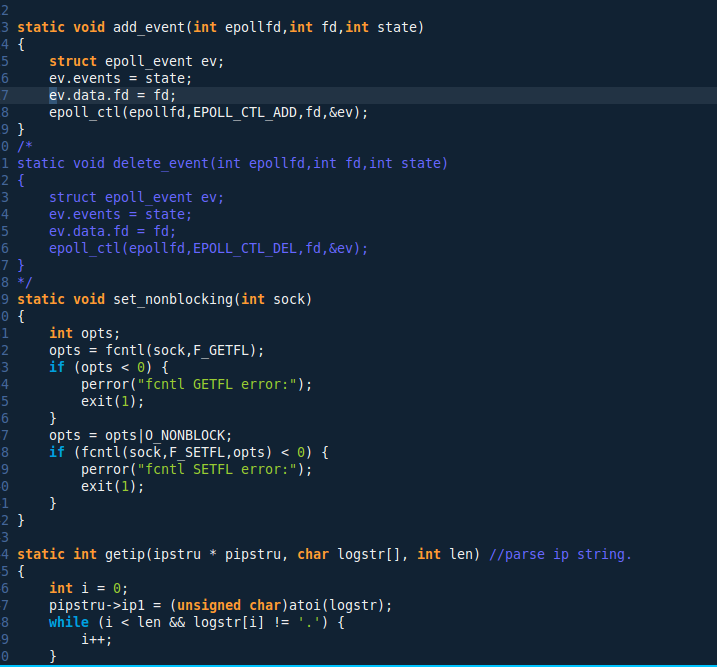 2
3 static void add_event(int epollfd,int fd,int state)
4 {
5     struct epoll_event ev;
6     ev.events = state;
7     ev.data.fd = fd;
8     epoll_ctl(epollfd,EPOLL_CTL_ADD,fd,&ev);
9 }
0 /*
1 static void delete_event(int epollfd,int fd,int state)
2 {
3     struct epoll_event ev;
4     ev.events = state;
5     ev.data.fd = fd;
6     epoll_ctl(epollfd,EPOLL_CTL_DEL,fd,&ev);
7 }
8 */
9 static void set_nonblocking(int sock)
0 {
1     int opts;
2     opts = fcntl(sock,F_GETFL);
3     if (opts < 0) {
4         perror("fcntl GETFL error:");
5         exit(1);
6     }
7     opts = opts|O_NONBLOCK;
8     if (fcntl(sock,F_SETFL,opts) < 0) {
9         perror("fcntl SETFL error:");
0         exit(1);
1     }
2 }
3
4 static int getip(ipstru * pipstru, char logstr[], int len) //parse ip string.
5 {
6     int i = 0;
7     pipstru->ip1 = (unsigned char)atoi(logstr);
8     while (i < len && logstr[i] != '.') {
9         i++;
0     }